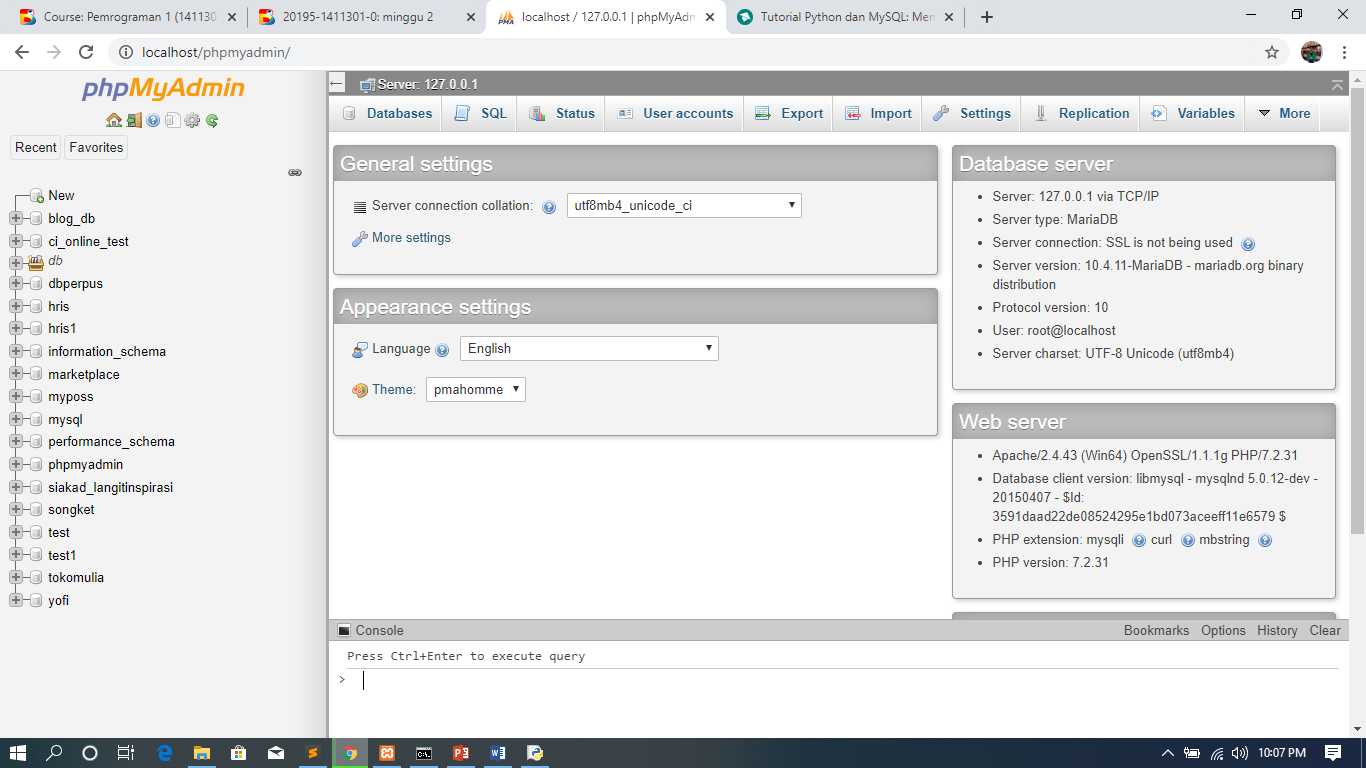 Course: Pemrograman 1 (141130
20195-1411301-0: minggu 2
localhost / 127.0.0.1 | phpMyAdm
Tutorial Python dan MySQL: Men
localhost/phpmyadmin/
phpMyAdmin
Recent
Favorites
New
blog_db
ci_online_test
db
dbperpus
hris
hris1
information_schema
marketplace
myposs
mysql
performance_schema
phpmyadmin
siakad_langitinspirasi
songket
test
test1
tokomulia
yofi
Server: 127.0.0.1
Databases
SQL
Status
User accounts
Export
Import
Settings
Replication
Variables
More
General settings
Server connection collation:
utf8mb4_unicode_ci
More settings
Appearance settings
Language
English
Theme:
pmahomme
Database server
Server: 127.0.0.1 via TCP/IP
Server type: MariaDB
Server connection: SSL is not being used
Server version: 10.4.11-MariaDB - mariadb.org binary
distribution
Protocol version: 10
User: root@localhost
Server charset: UTF-8 Unicode (utf8mb4)
Web server
Apache/2.4.43 (Win64) OpenSSL/1.1.1g PHP/7.2.31
Database client version: libmysql - mysqlnd 5.0.12-dev -
20150407 - $Id:
3591daad22de08524295e1bd073aceeff11e6579 $
PHP extension: mysqli curl mbstring
PHP version: 7.2.31
Console
Bookmarks Options History Clear
Press Ctrl+Enter to execute query
>
10:07 PM